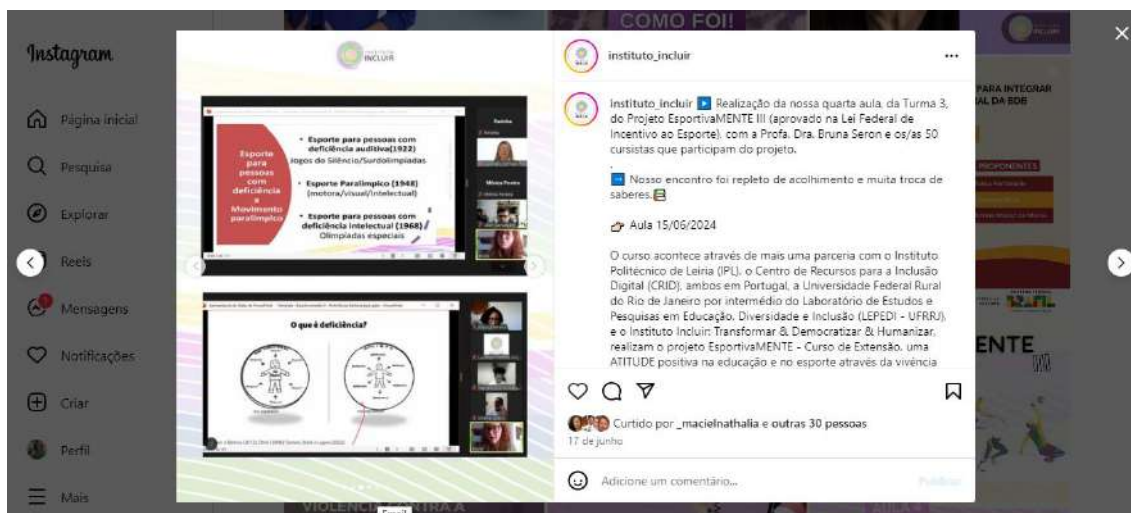 COMO FOI!
Instagram
Página inicial
Pesquisa
Explorar
Reels
Mensagens
Notificações
Criar
Perfil
Mais
INCLUIR
Esporte
para
pessoas
com
deficiência
e
Movimento
paralímpico
• Esporte para pessoas com
deficiência auditiva(1922)
Jogos do Silêncio/Surdolimpíadas
• Esporte Paralímpico (1948)
(motora/visual/intelectual)
• Esporte para pessoas com
deficiência intelectual (1968)/
Olimpíadas especiais
O que é deficiência?
instituto_incluir
instituto_incluir Realização da nossa quarta aula, da Turma 3,
do Projeto EsportivaMENTE III (aprovado na Lei Federal de
Incentivo ao Esporte), com a Profa. Dra. Bruna Seron e os/as 50
cursistas que participam do projeto.
.
Nosso encontro foi repleto de acolhimento e muita troca de
saberes.
Aula 15/06/2024
O curso acontece através de mais uma parceria com o Instituto
Politécnico de Leiria (IPL), o Centro de Recursos para a Inclusão
Digital (CRID), ambos em Portugal, a Universidade Federal Rural
do Rio de Janeiro por intermédio do Laboratório de Estudos e
Pesquisas em Educação, Diversidade e Inclusão (LEPEDI - UFRRJ),
e o Instituto Incluir: Transformar & Democratizar & Humanizar,
realizam o projeto EsportivaMENTE - Curso de Extensão, uma
ATITUDE positiva na educação e no esporte através da vivência
Curtido por _macielnathalia e outras 30 pessoas
17 de junho
Adicione um comentário...
Publicar
PARA INTEGRAR
PROPONENTES
ENTE
VIOLÊNCIA CONTRA A
AULA 4
Email